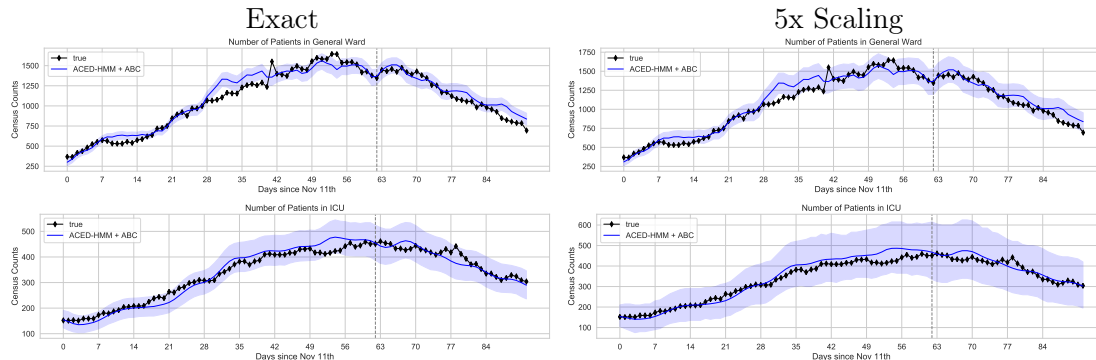 Exact
5x Scaling
Number of Patients in General Ward
true
ACED-HMM + ABC
Census Counts
1500
1250
1000
750
500
250
0 7 14 21 28 35 42 49 56 63 70 77 84
Days since Nov 11th
Number of Patients in General Ward
true
ACED-HMM + ABC
Census Counts
1750
1500
1250
1000
750
500
250
0 7 14 21 28 35 42 49 56 63 70 77 84
Days since Nov 11th
Number of Patients in ICU
true
ACED-HMM + ABC
Census Counts
500
400
300
200
100
0 7 14 21 28 35 42 49 56 63 70 77 84
Days since Nov 11th
Number of Patients in ICU
true
ACED-HMM + ABC
Census Counts
600
500
400
300
200
100
0 7 14 21 28 35 42 49 56 63 70 77 84
Days since Nov 11th